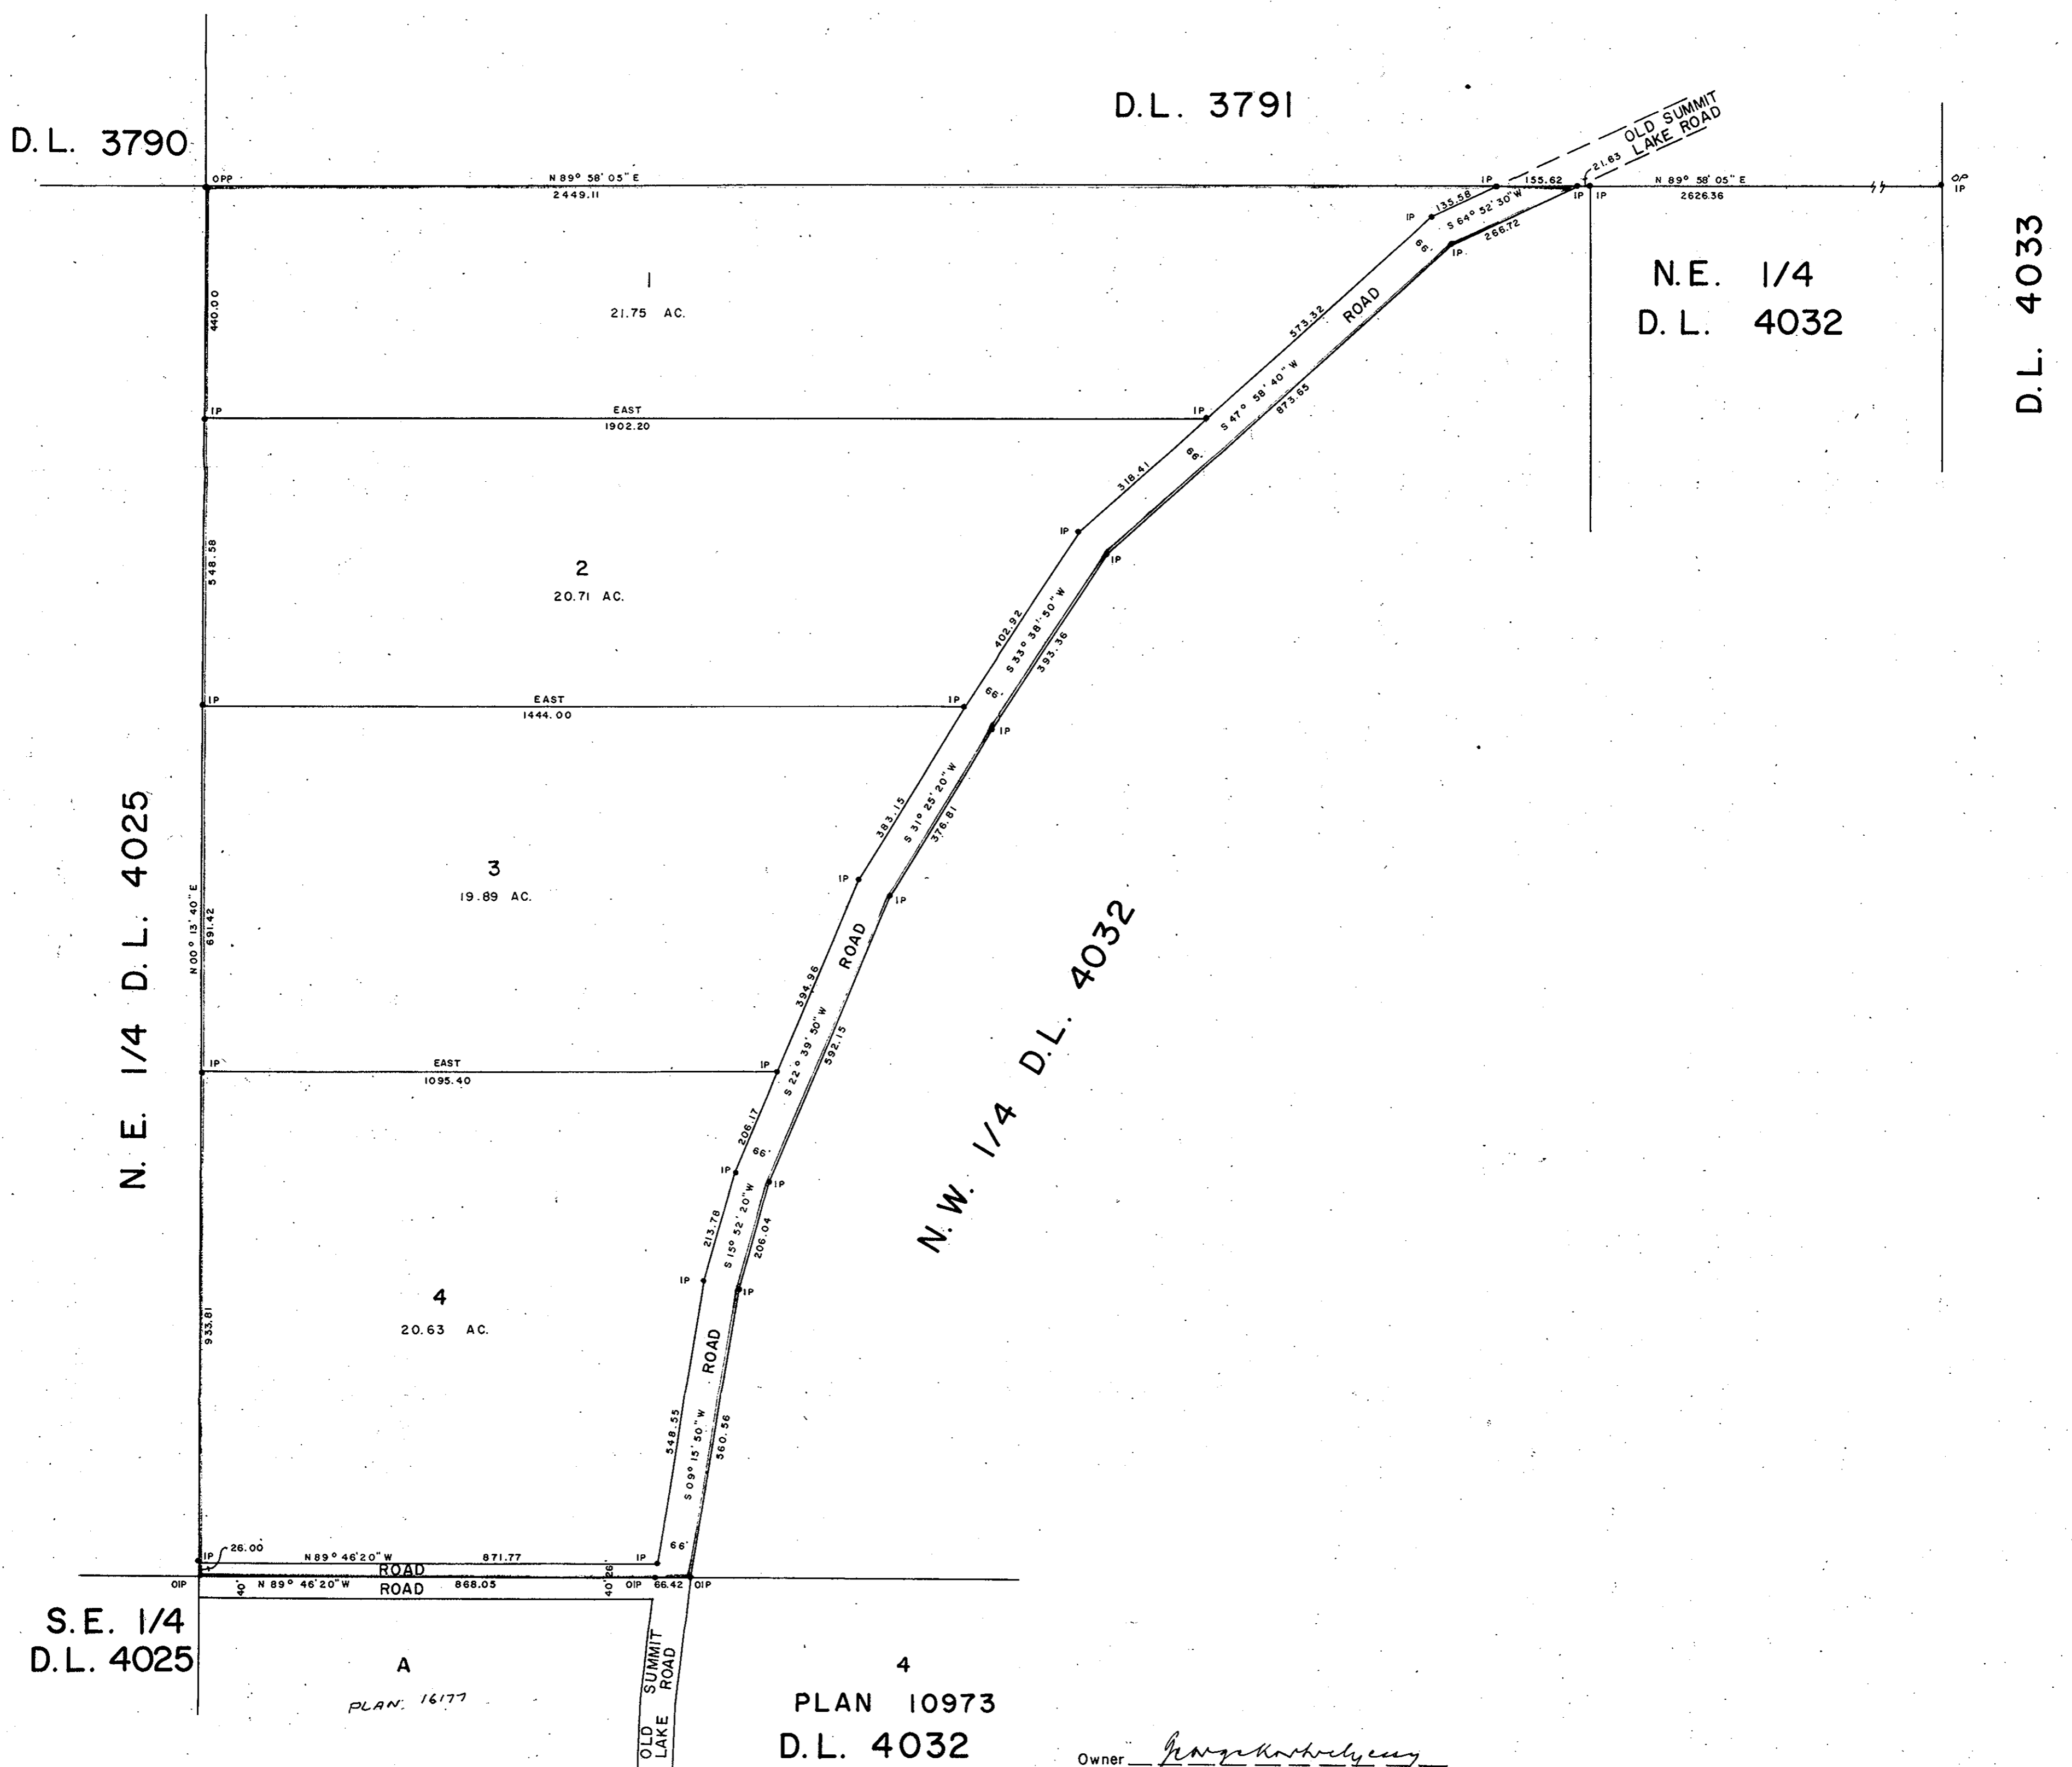 D.L. 3791
D.L. 3790
OLD SUMMIT
LAKE ROAD
21.83
OPP
N 89° 58' 05" E
2449.11
IP
155.62
IP
IP
N 89° 58' 05" E
2626.36
OP
IP
135.58
IP
S 64° 52' 30" W
266.72
66'
IP
D.L. 4033
N.E. 1/4
D.L. 4032
1
21.75 AC.
440.00
573.32
ROAD
S 47° 58' 40" W
873.65
IP
EAST
1902.20
IP
66'
318.41
IP
IP
548.58
2
20.71 AC.
402.92
S 33° 38' 50" W
393.36
IP
EAST
1444.00
IP
66'
IP
N.E. 1/4 D.L. 4025
383.15
S 31° 25' 20" W
376.81
3
19.89 AC.
IP
IP
N 00° 13' 40" E
691.42
ROAD
394.96
S 22° 39' 50" W
592.15
N.W. 1/4 D.L. 4032
IP
EAST
1095.40
IP
206.17
66'
IP
IP
213.78
S 15° 52' 20" W
206.04
IP
IP
4
20.63 AC.
933.81
ROAD
548.55
S 09° 15' 50" W
560.56
26.00
IP
N 89° 46' 20" W
871.77
IP
66'
ROAD
OIP
40'
N 89° 46' 20" W
ROAD
868.05
40'
26'
OIP
66.42
OIP
S.E. 1/4
D.L. 4025
A
PLAN. 16177
OLD SUMMIT
LAKE ROAD
4
PLAN 10973
D.L. 4032
Owner